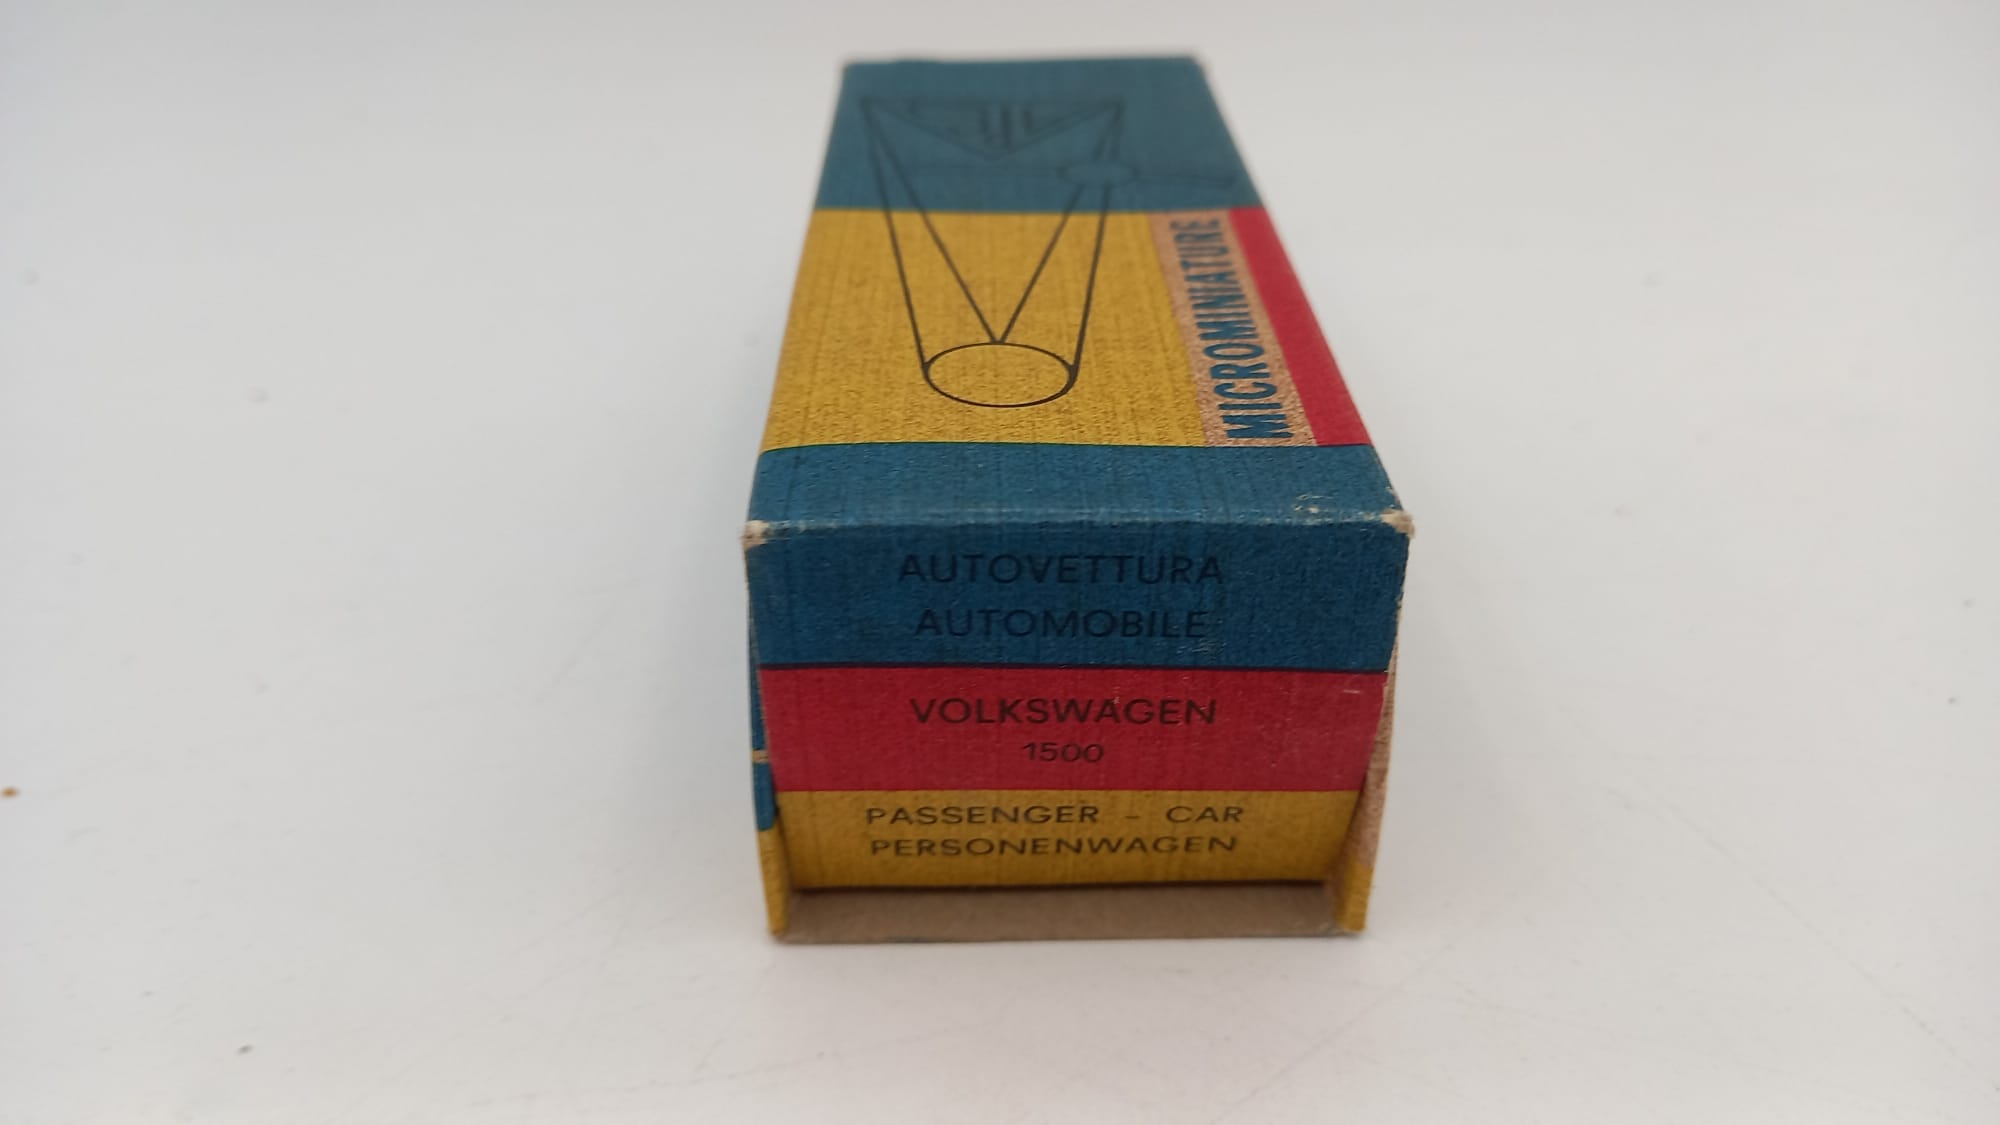 MICROMINIATURE
AUTOVETTURA
AUTOMOBILE
VOLKSWAGEN
1500
PASSENGER - CAR
PERSONENWAGEN